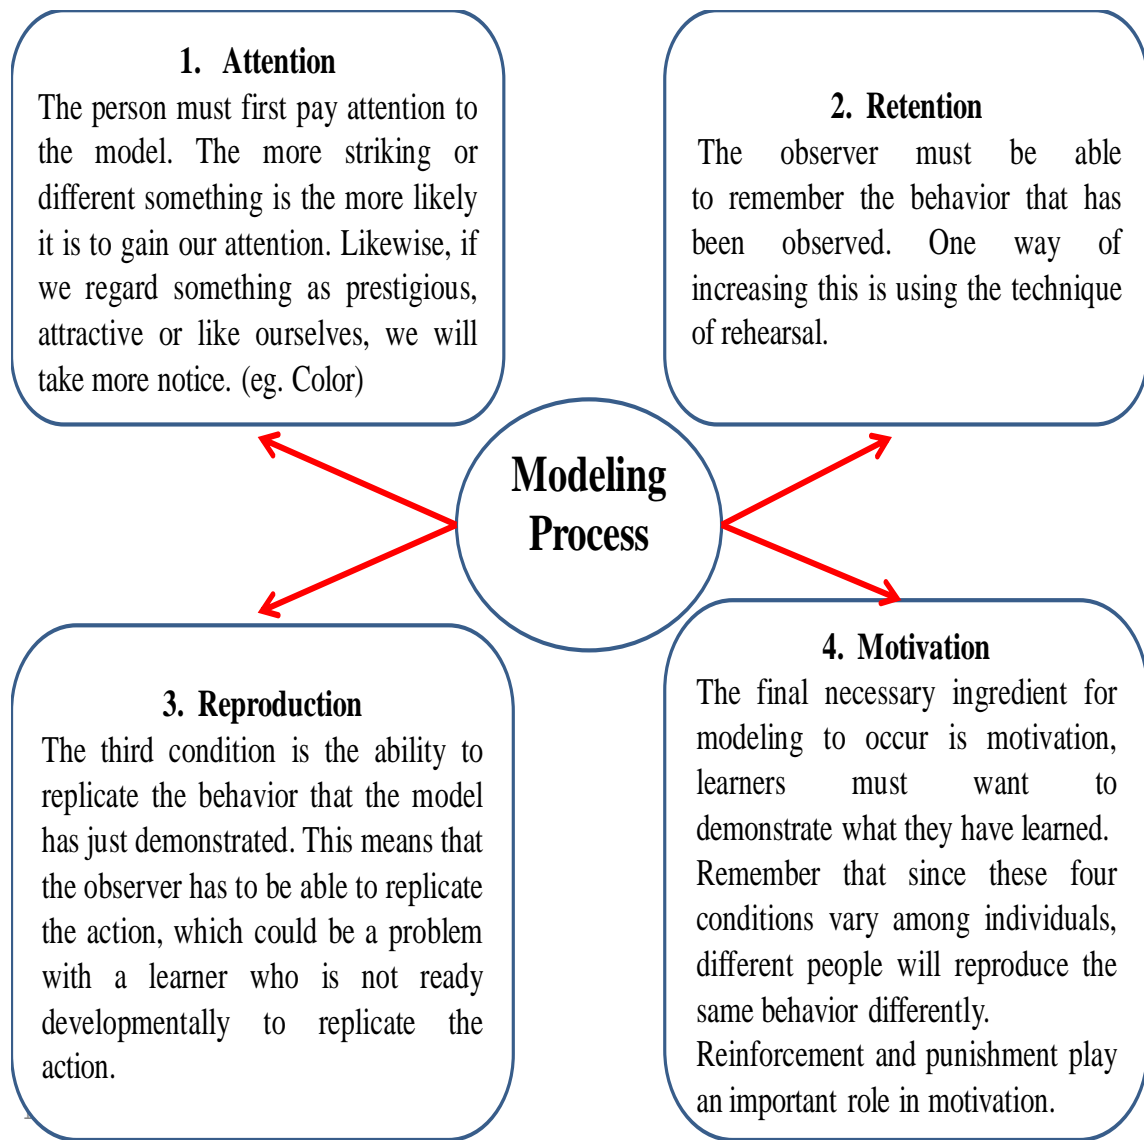 1. Attention
The person must first pay attention to
the model. The more striking or
different something is the more likely
it is to gain our attention. Likewise, if
we regard something as prestigious,
attractive or like ourselves, we will
take more notice. (eg. Color)
2. Retention
The observer must be able
to remember the behavior that has
been observed. One way of
increasing this is using the technique
of rehearsal.
Modeling
Process
3. Reproduction
The third condition is the ability to
replicate the behavior that the model
has just demonstrated. This means that
the observer has to be able to replicate
the action, which could be a problem
with a learner who is not ready
developmentally to replicate the
action.
4. Motivation
The final necessary ingredient for
modeling to occur is motivation,
learners must want to
demonstrate what they have learned.
Remember that since these four
conditions vary among individuals,
different people will reproduce the
same behavior differently.
Reinforcement and punishment play
an important role in motivation.